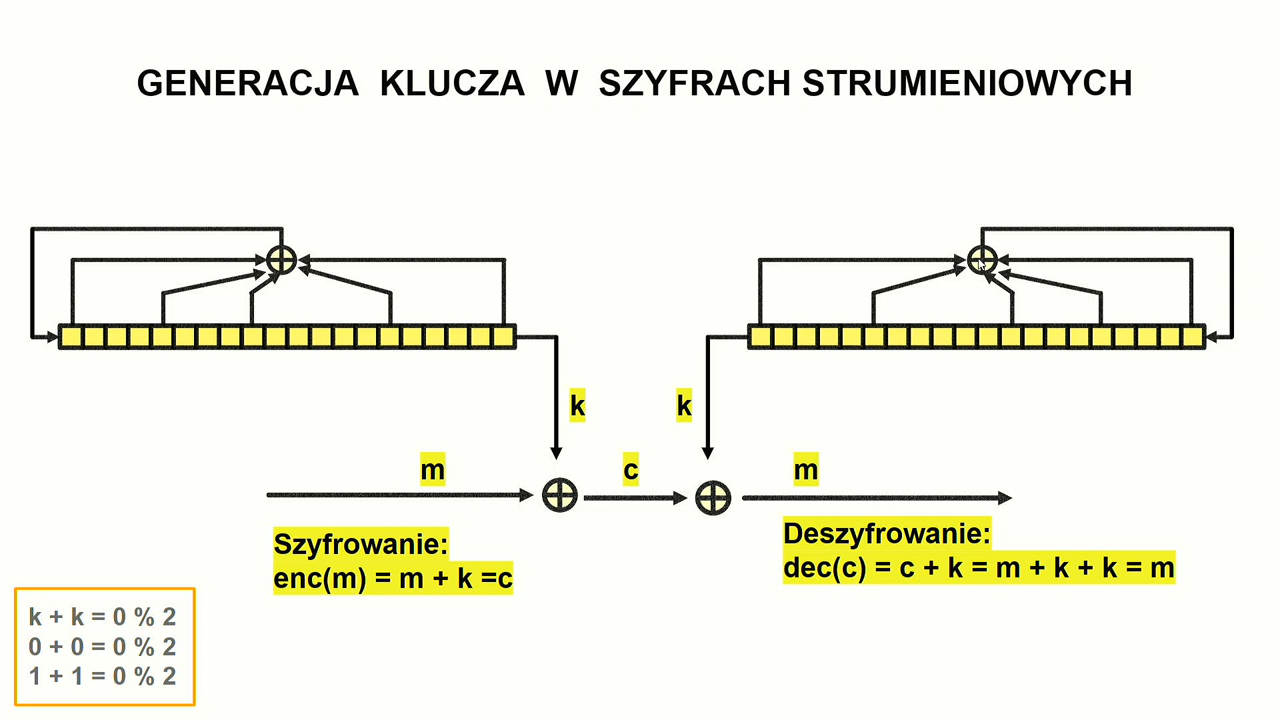 GENERACJA KLUCZA W SZYFRACH STRUMIENIOWYCH
k
k
m
c
m
Szyfrowanie:
enc(m) = m + k =c
Deszyfrowanie:
dec(c) = c + k = m + k + k = m
k + k = 0 % 2
0 + 0 = 0 % 2
1 + 1 = 0 % 2